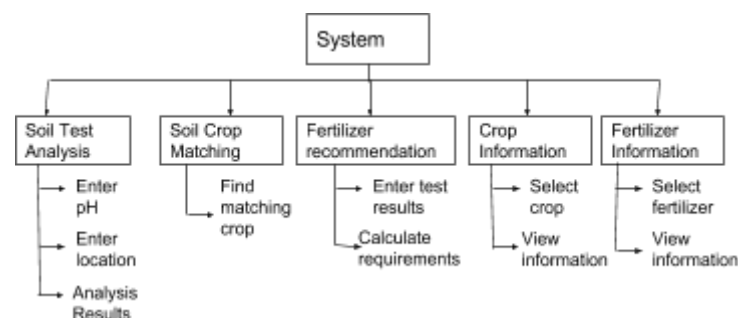 System
Soil Test
Analysis
Enter
pH
Enter
location
Analysis
Results
Soil Crop
Matching
Find
matching
crop
Fertilizer
recommendation
Enter test
results
Calculate
requirements
Crop
Information
Select
crop
View
information
Fertilizer
Information
Select
fertilizer
View
information